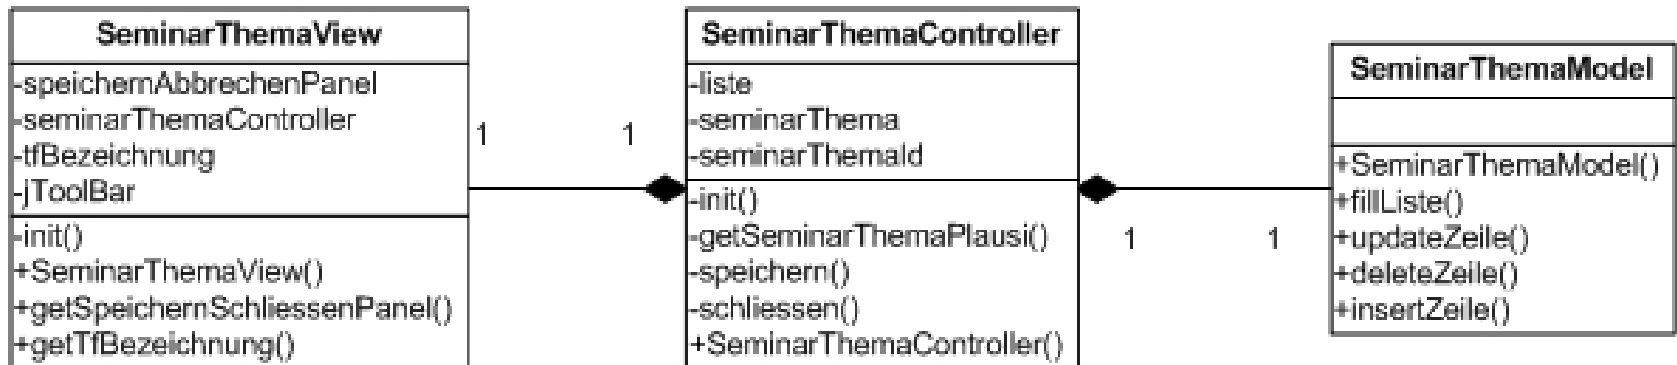 SeminarThemaView
-speichernAbbrechenPanel
-seminarThemaController
-tfBezeichnung
-jToolBar
-init()
+SeminarThemaView()
+getSpeichernSchliessenPanel()
+getTfBezeichnung()
1
1
SeminarThemaController
-liste
-seminarThema
-seminarThemaId
-init()
-getSeminarThemaPlausi()
-speichern()
-schliessen()
+SeminarThemaController()
1
1
SeminarThemaModel
+SeminarThemaModel()
+fillListe()
+updateZeile()
+deleteZeile()
+insertZeile()